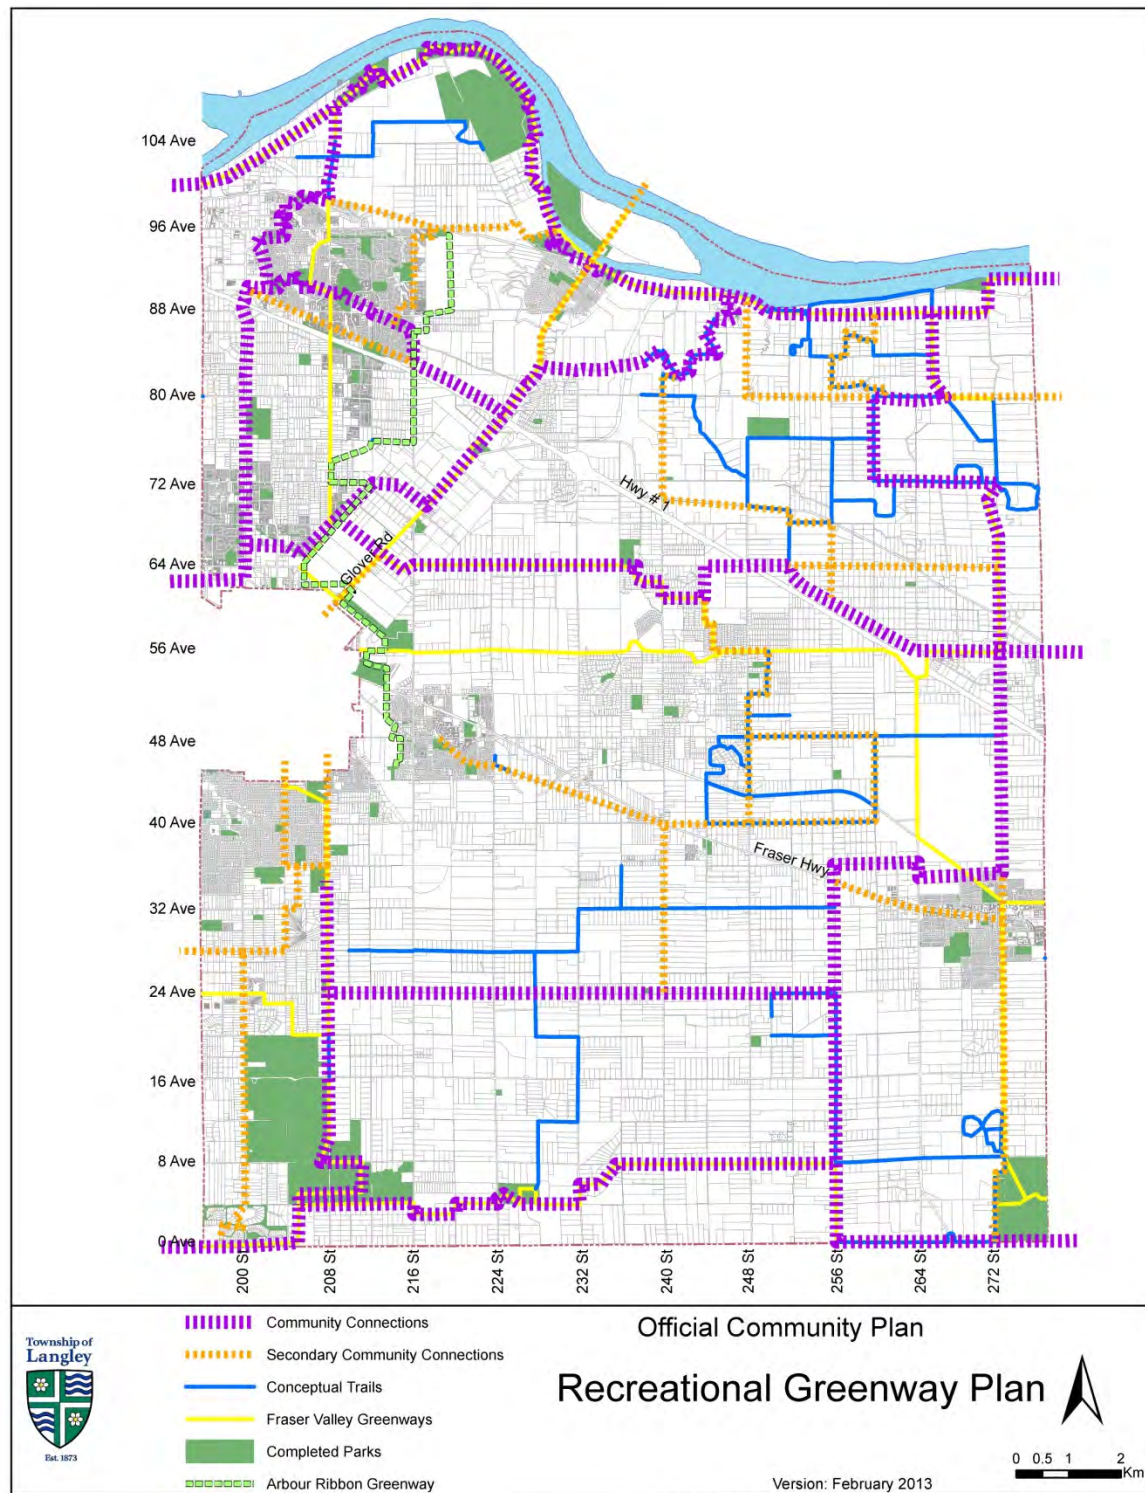 104 Ave
96 Ave
88 Ave
80 Ave
72 Ave
Hwy # 1
64 Ave
Glover Rd
56 Ave
48 Ave
40 Ave
Fraser Hwy
32 Ave
24 Ave
16 Ave
8 Ave
0 Ave
200 St
208 St
216 St
224 St
232 St
240 St
248 St
256 St
264 St
272 St
Township of
Langley
Est. 1873
Community Connections
Secondary Community Connections
Conceptual Trails
Fraser Valley Greenways
Completed Parks
Arbour Ribbon Greenway
Official Community Plan
Recreational Greenway Plan
Version: February 2013
0 0.5 1 2
Km